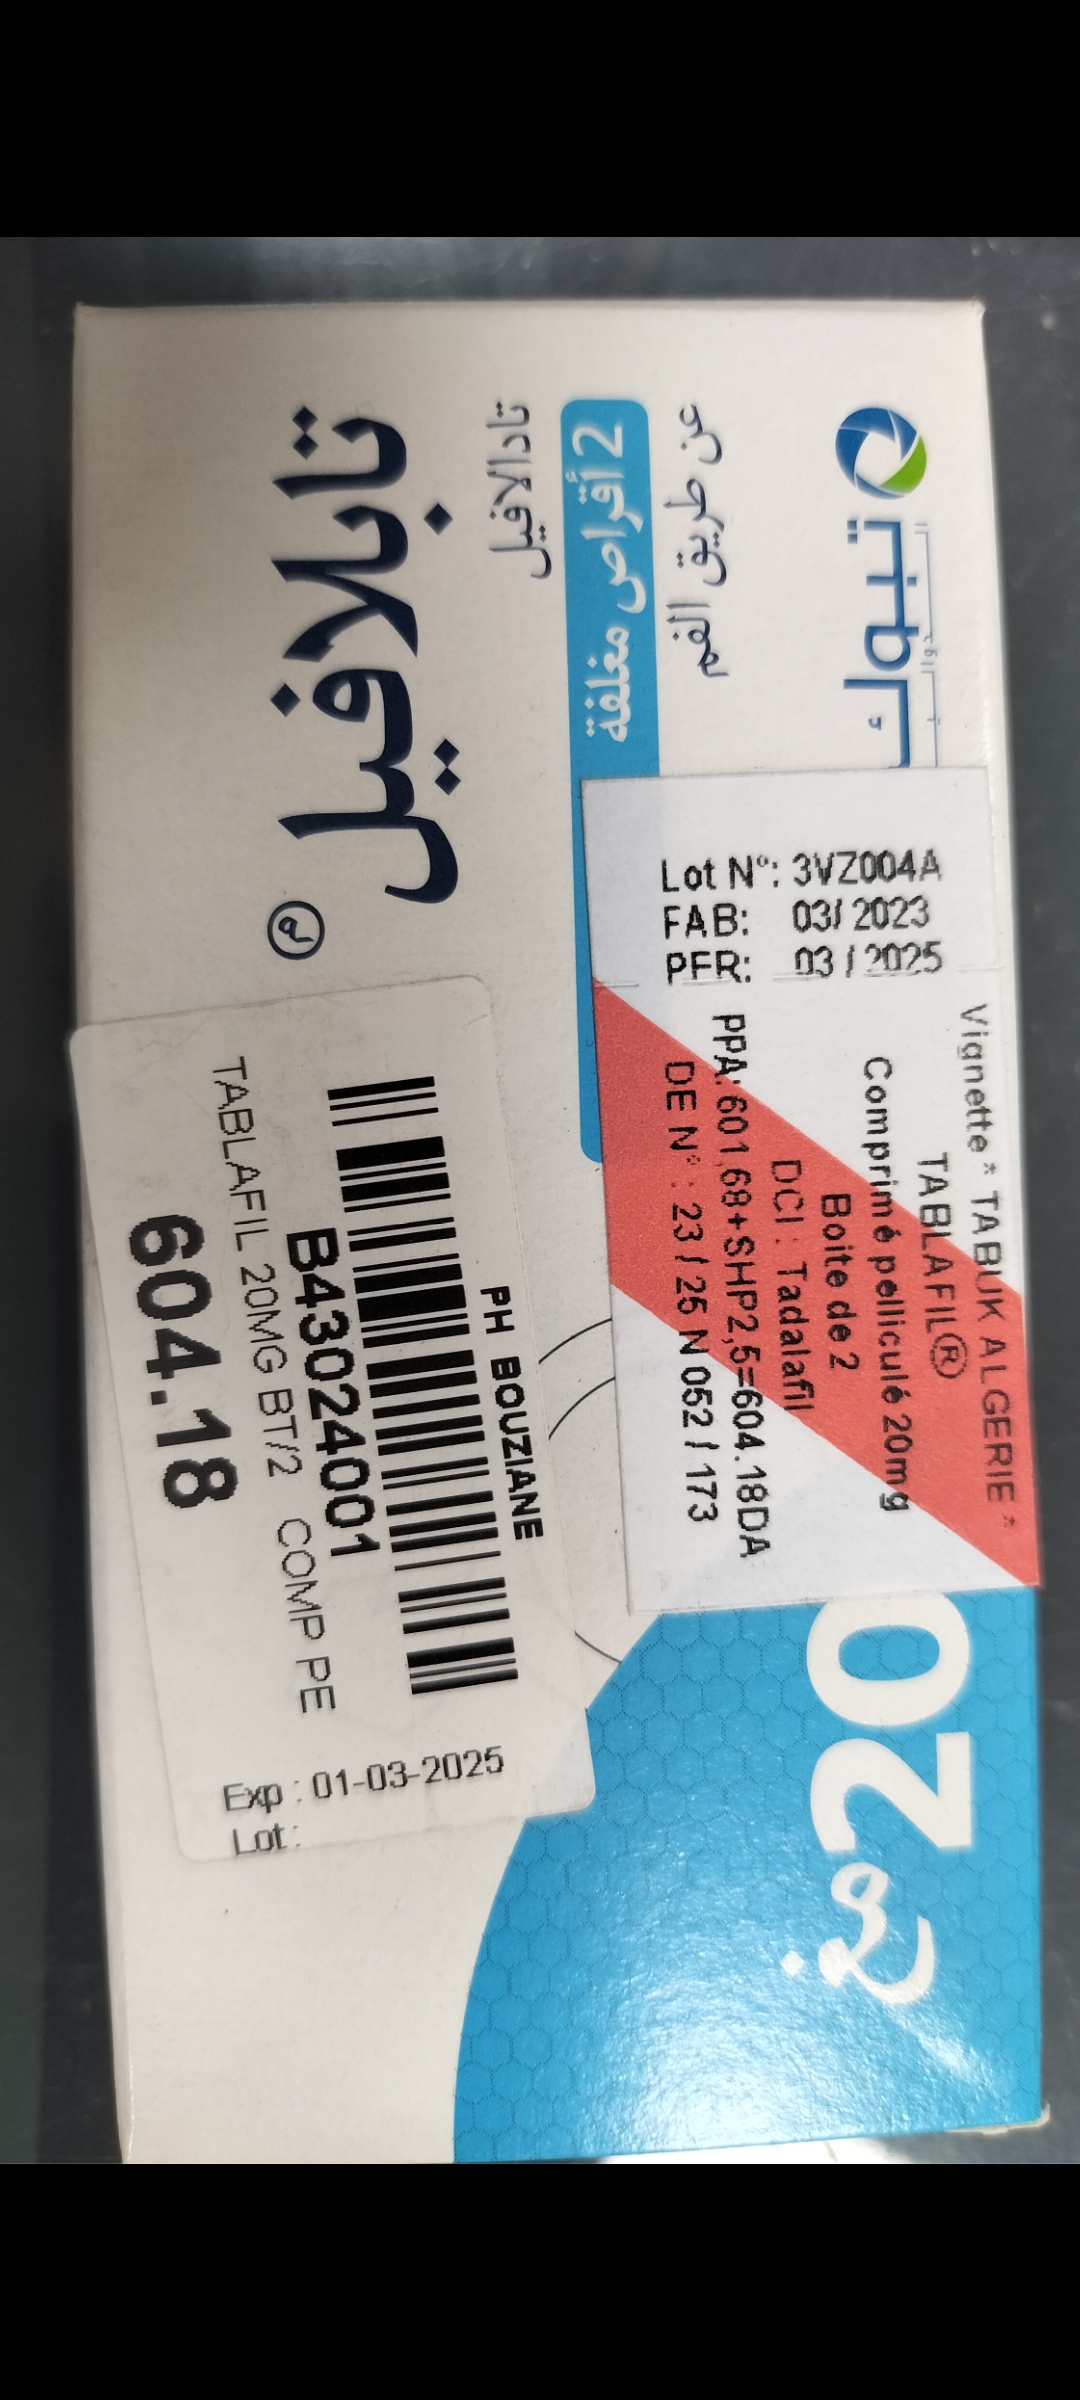 تابلافيل
تادالافيل
2 أقراص مغلفة
عن طريق الفم
تبوك
20 مغ
Lot N°: 3VZ004A
FAB: 03/2023
PER: 03/2025
Vignette * TABUK ALGERIE *
TABLAFIL®
Comprimé pelliculé 20mg
Boite de 2
DCI : Tadalafil
PPA:601,68+SHP2,5=604.18DA
DE N° : 23 / 25 N 052 / 173
PH BOUZIANE
B43024001
TABLAFIL 20MG BT/2 COMP PE
604.18
Exp : 01-03-2025
Lot :